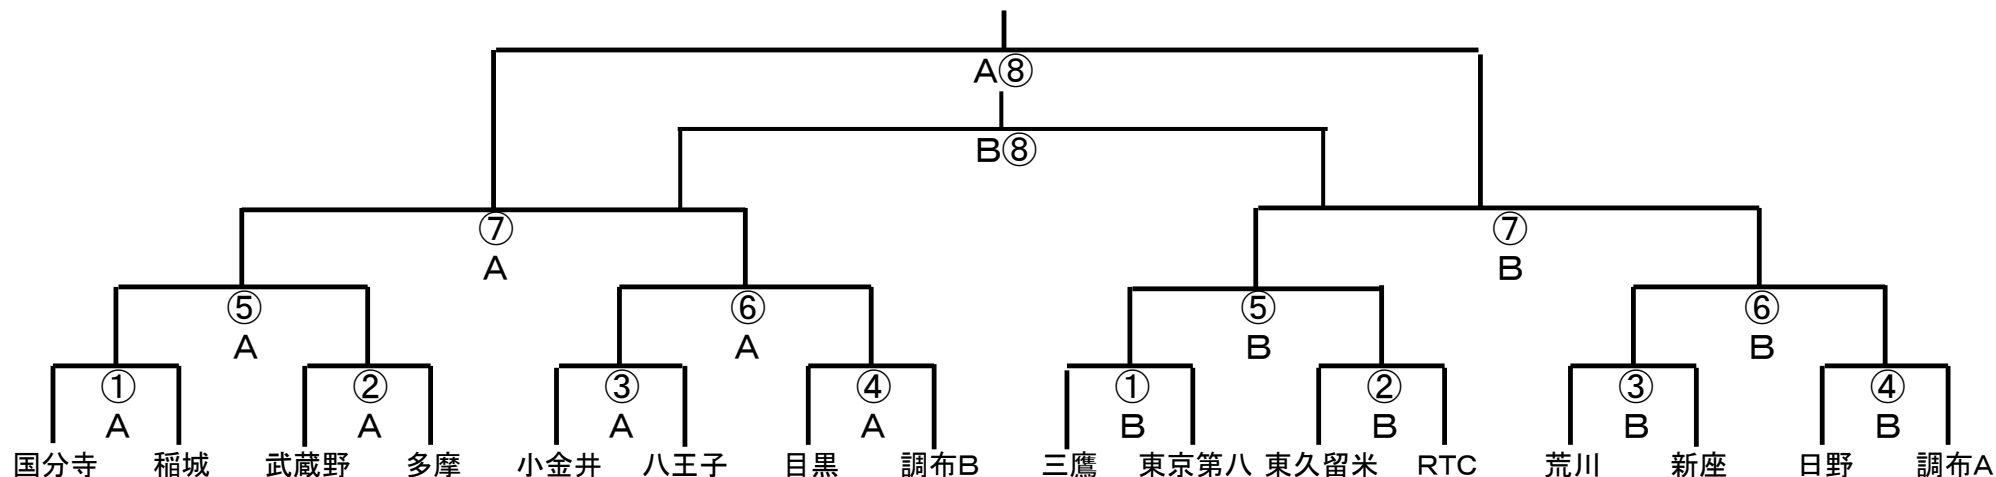 A⑧
B⑧
⑦ ⑦
A B
⑤ ⑥ ⑤ ⑥
A A B B
① ② ③ ④ ① ② ③ ④
A A A A B B B B
国分寺 稲城 武蔵野 多摩 小金井 八王子 目黒 調布B 三鷹 東京第八 東久留米 RTC 荒川 新座 日野 調布A